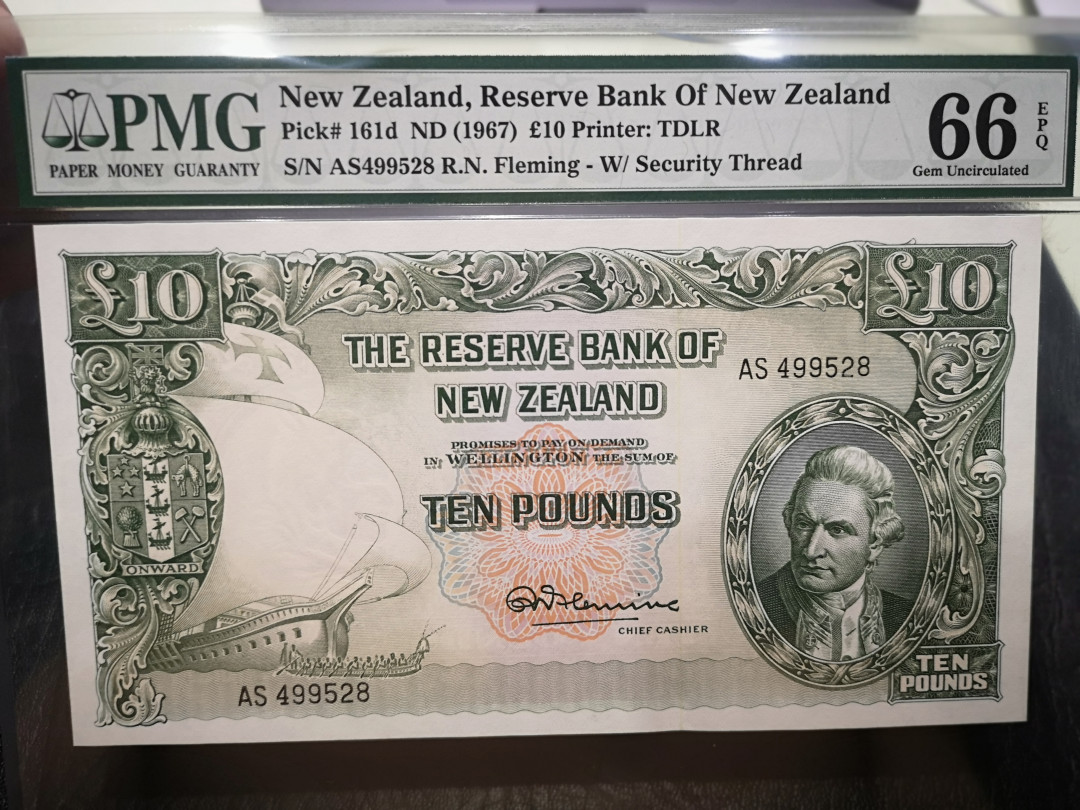 PMG
PAPER MONEY GUARANTY
New Zealand, Reserve Bank Of New Zealand
Pick# 161d ND (1967) £10 Printer: TDLR
S/N AS499528 R.N. Fleming - W/ Security Thread
66 EPQ
Gem Uncirculated
£10
£10
THE RESERVE BANK OF
NEW ZEALAND
AS 499528
PROMISES TO PAY ON DEMAND
IN WELLINGTON THE SUM OF
TEN POUNDS
ONWARD
RN Fleming
CHIEF CASHIER
TEN
POUNDS
AS 499528